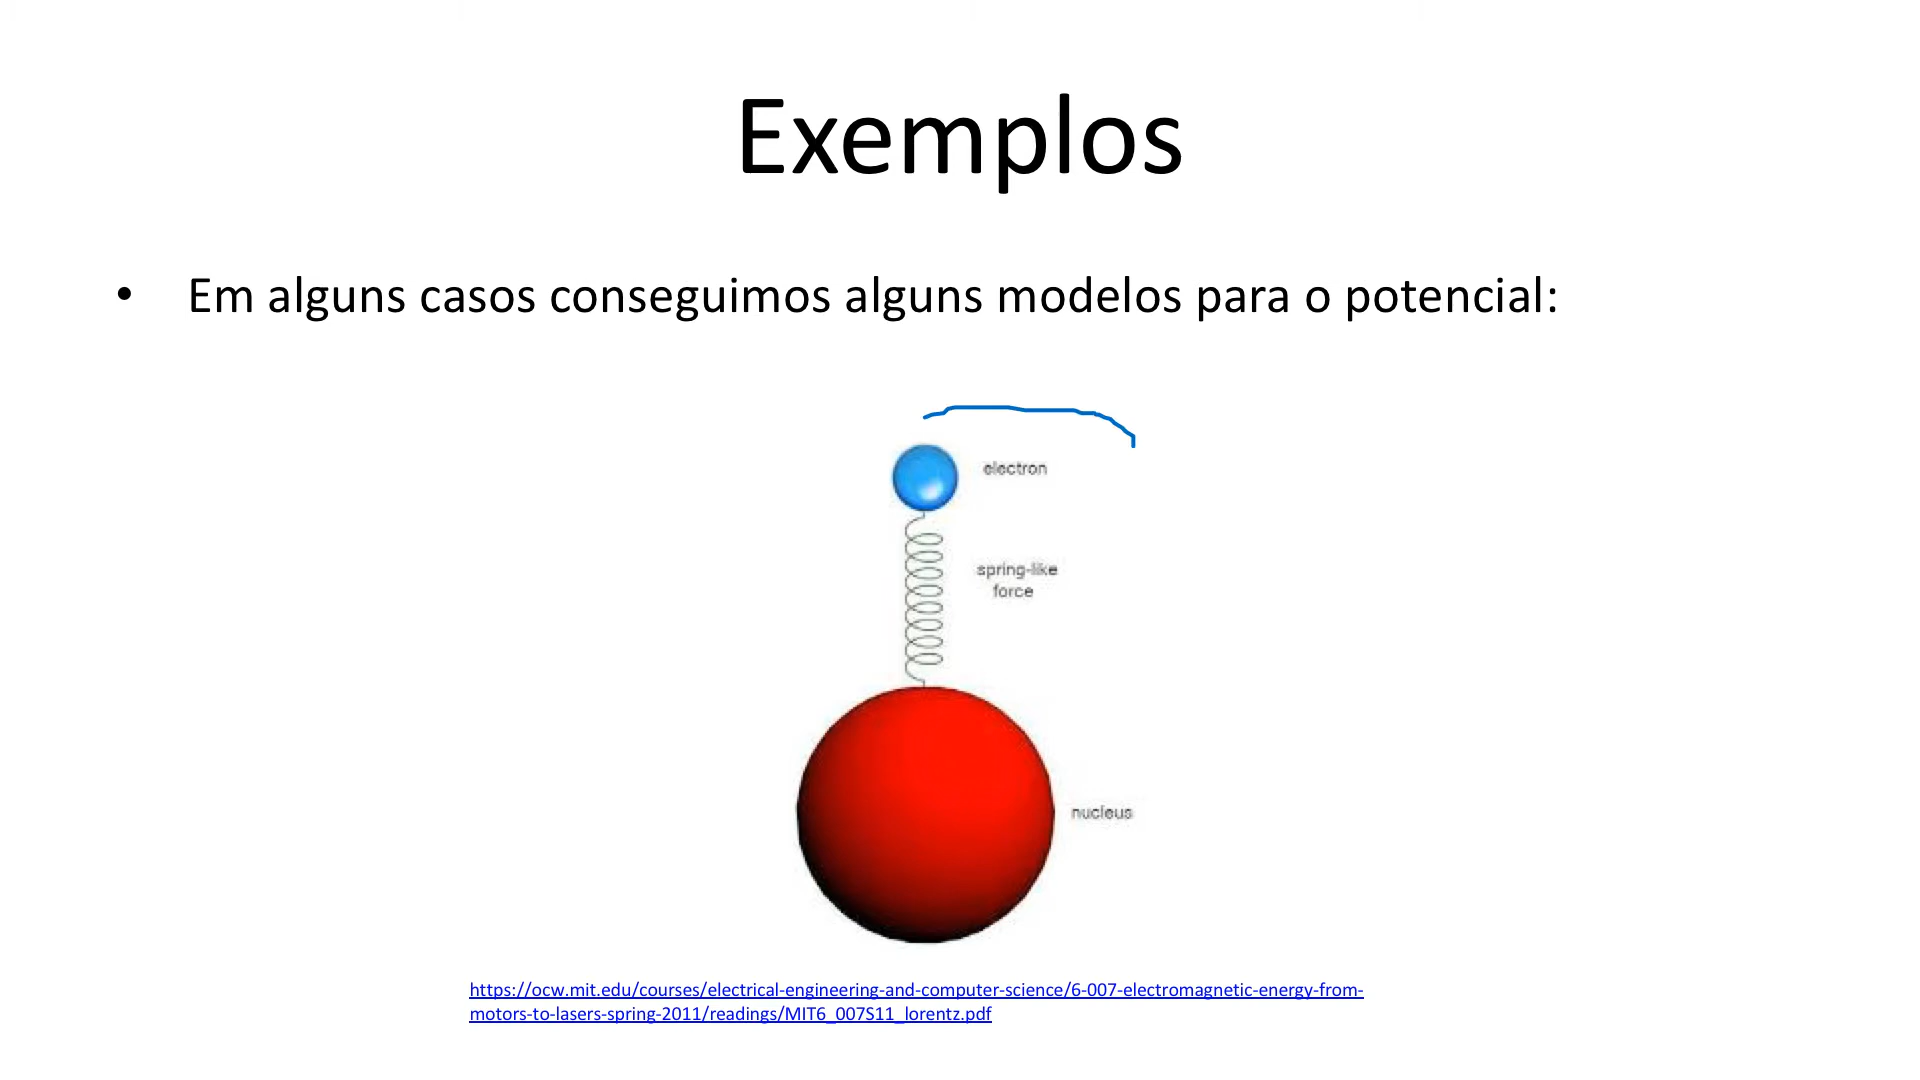 Exemplos
• Em alguns casos conseguimos alguns modelos para o potencial:
electron
spring-like
force
nucleus
https://ocw.mit.edu/courses/electrical-engineering-and-computer-science/6-007-electromagnetic-energy-from-
motors-to-lasers-spring-2011/readings/MIT6_007S11_lorentz.pdf